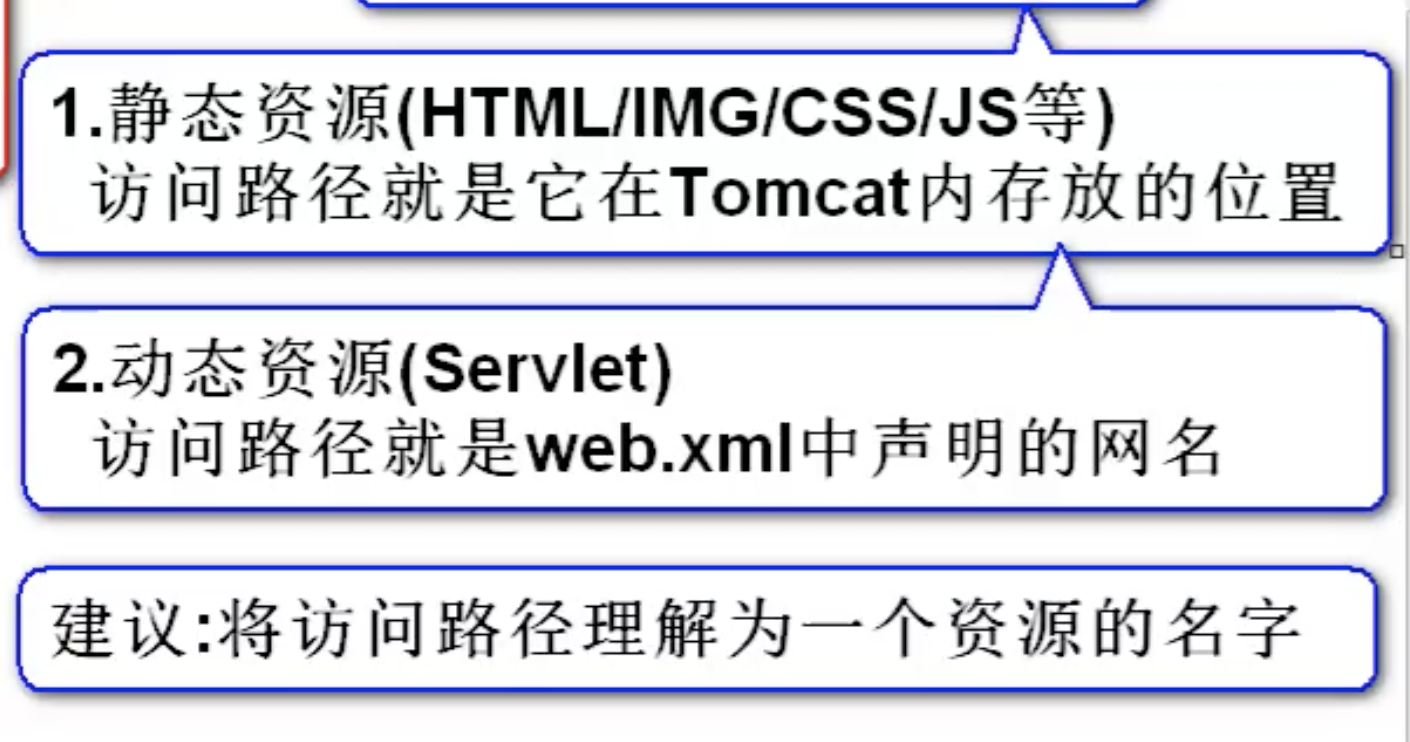 1.静态资源(HTML/IMG/CSS/JS等)
访问路径就是它在Tomcat内存放的位置
2.动态资源(Servlet)
访问路径就是web.xml中声明的网名
建议:将访问路径理解为一个资源的名字